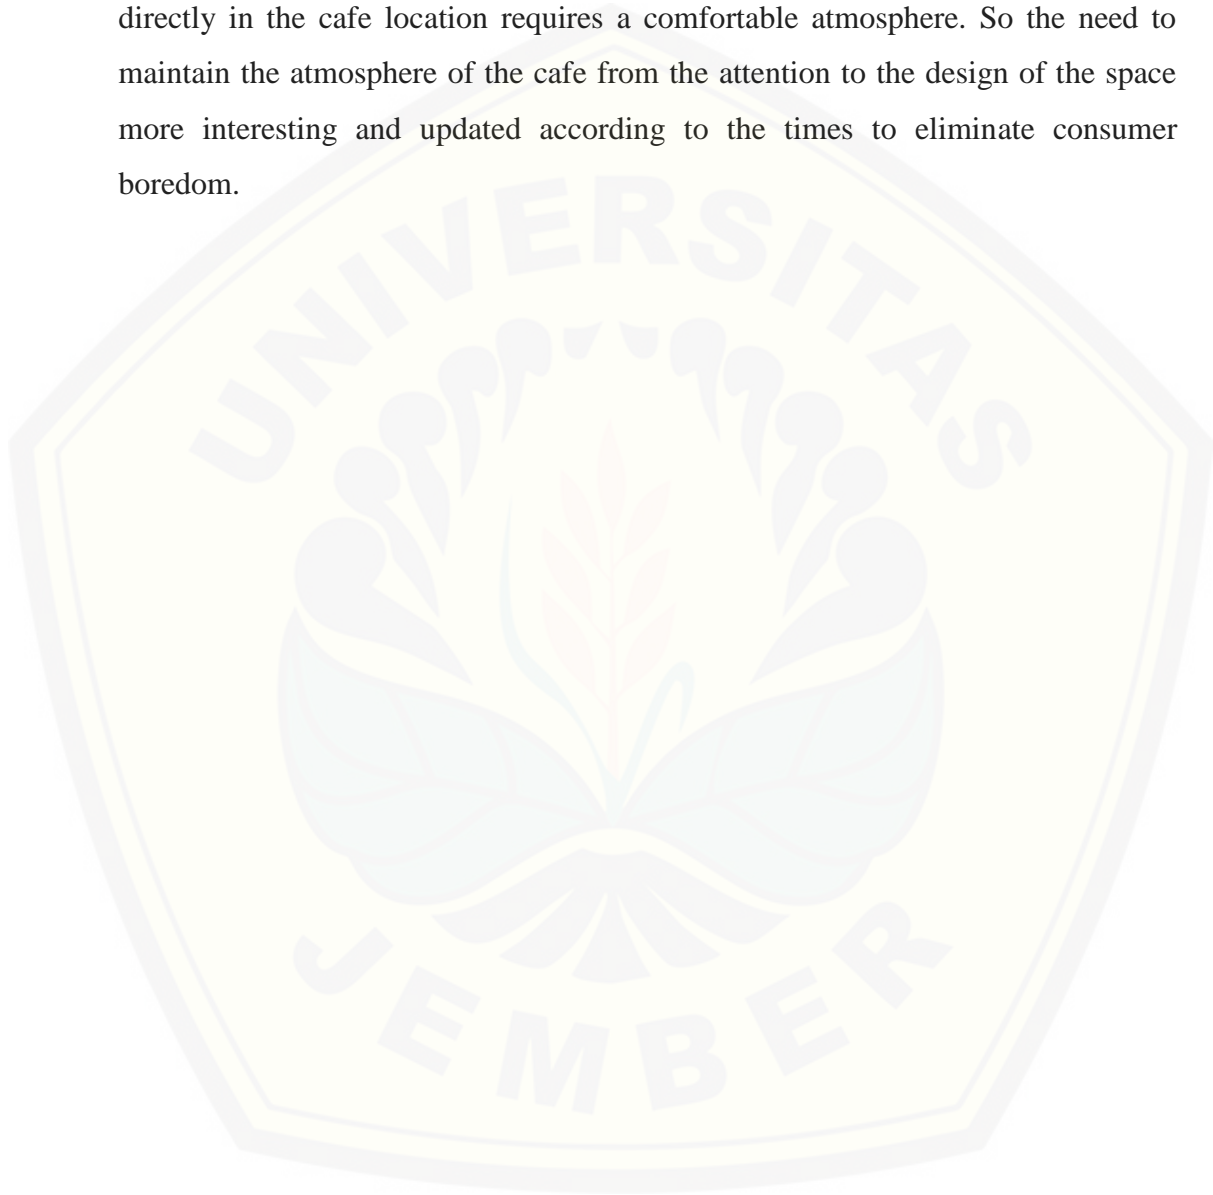 directly in the cafe location requires a comfortable atmosphere. So the need to
maintain the atmosphere of the cafe from the attention to the design of the space
more interesting and updated according to the times to eliminate consumer
boredom.
UNIVERSITAS
JEMBER